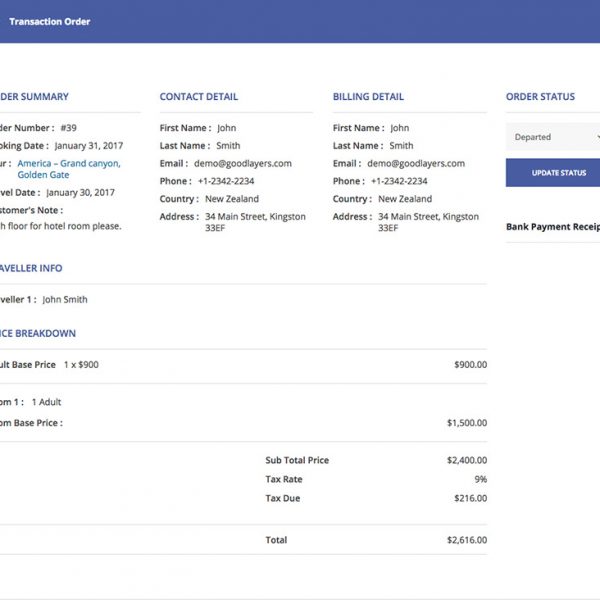 Transaction Order
DER SUMMARY
der Number : #39
oking Date : January 31, 2017
ur : America – Grand canyon,
Golden Gate
vel Date : January 30, 2017
stomer's Note :
h floor for hotel room please.
CONTACT DETAIL
First Name : John
Last Name : Smith
Email : demo@goodlayers.com
Phone : +1-2342-2234
Country : New Zealand
Address : 34 Main Street, Kingston
33EF
BILLING DETAIL
First Name : John
Last Name : Smith
Email : demo@goodlayers.com
Phone : +1-2342-2234
Country : New Zealand
Address : 34 Main Street, Kingston
33EF
ORDER STATUS
Departed
UPDATE STATUS
Bank Payment Receip
AVELLER INFO
veller 1 : John Smith
ICE BREAKDOWN
ult Base Price 1 x $900 $900.00
om 1 : 1 Adult
om Base Price : $1,500.00
Sub Total Price $2,400.00
Tax Rate 9%
Tax Due $216.00
Total $2,616.00